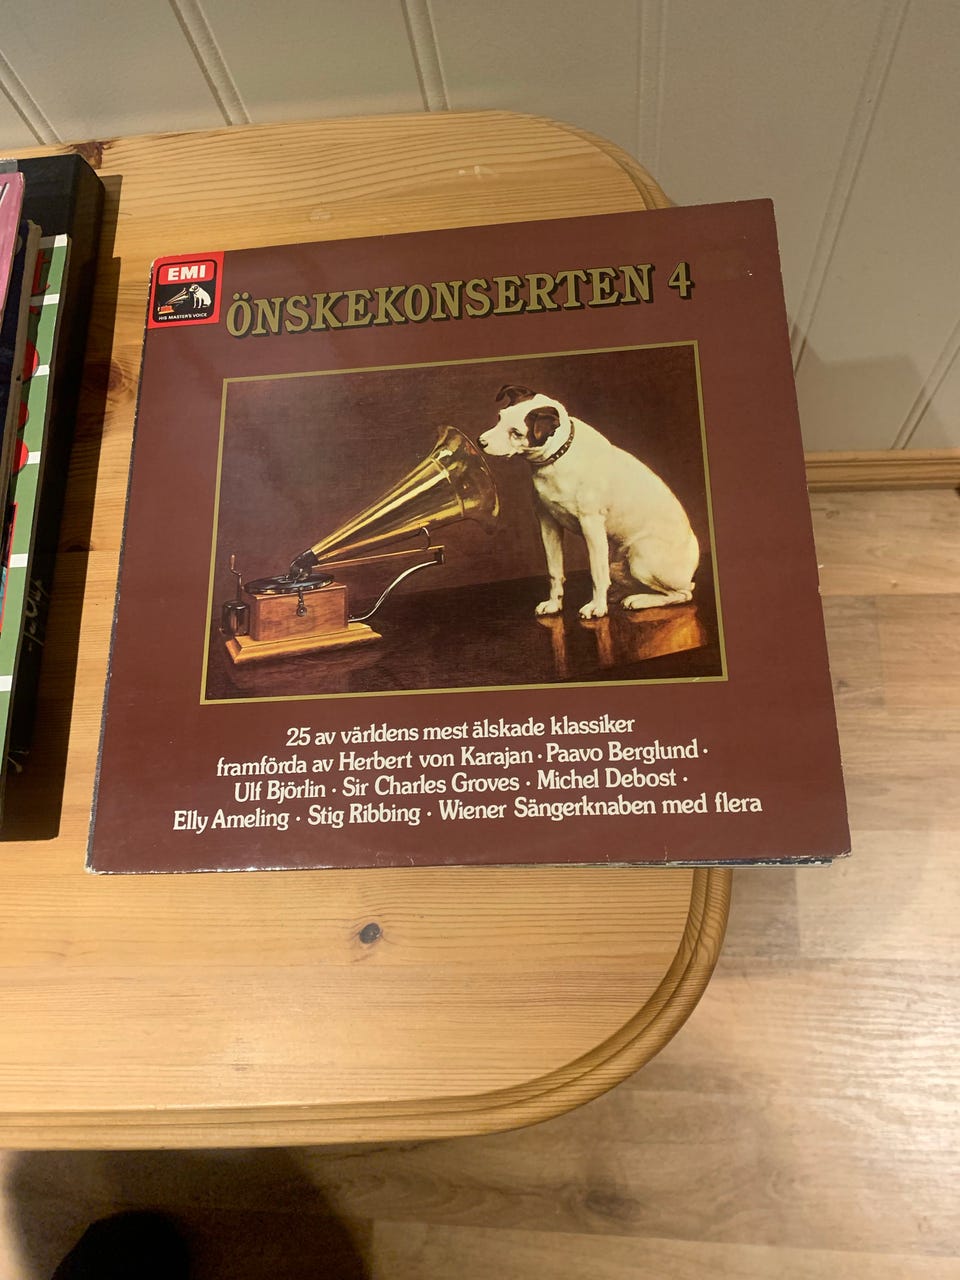 EMI
HIS MASTER'S VOICE
ÖNSKEKONSERTEN 4
25 av världens mest älskade klassiker
framförda av Herbert von Karajan · Paavo Berglund ·
Ulf Björlin · Sir Charles Groves · Michel Debost ·
Elly Ameling · Stig Ribbing · Wiener Sängerknaben med flera